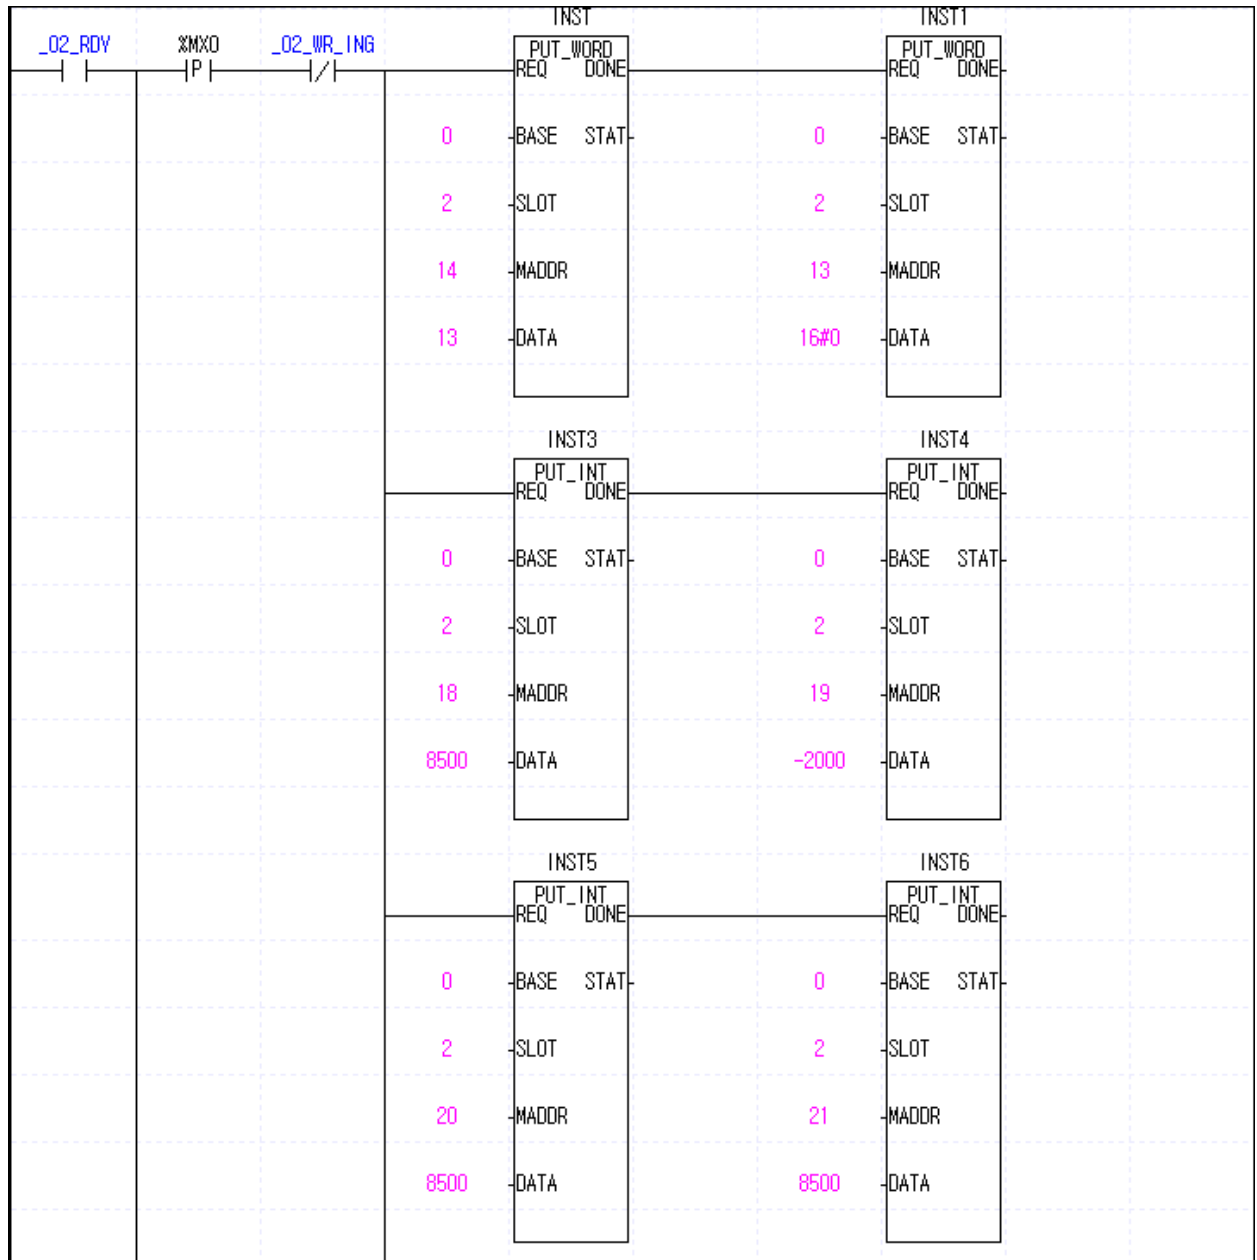 INST INST1
_02_RDY %MX0 _02_WR_ING PUT_WORD PUT_WORD
P REQ DONE REQ DONE
0 BASE STAT 0 BASE STAT
2 SLOT 2 SLOT
14 MADDR 13 MADDR
13 DATA 16#0 DATA
INST3 INST4
PUT_INT PUT_INT
REQ DONE REQ DONE
0 BASE STAT 0 BASE STAT
2 SLOT 2 SLOT
18 MADDR 19 MADDR
8500 DATA -2000 DATA
INST5 INST6
PUT_INT PUT_INT
REQ DONE REQ DONE
0 BASE STAT 0 BASE STAT
2 SLOT 2 SLOT
20 MADDR 21 MADDR
8500 DATA 8500 DATA